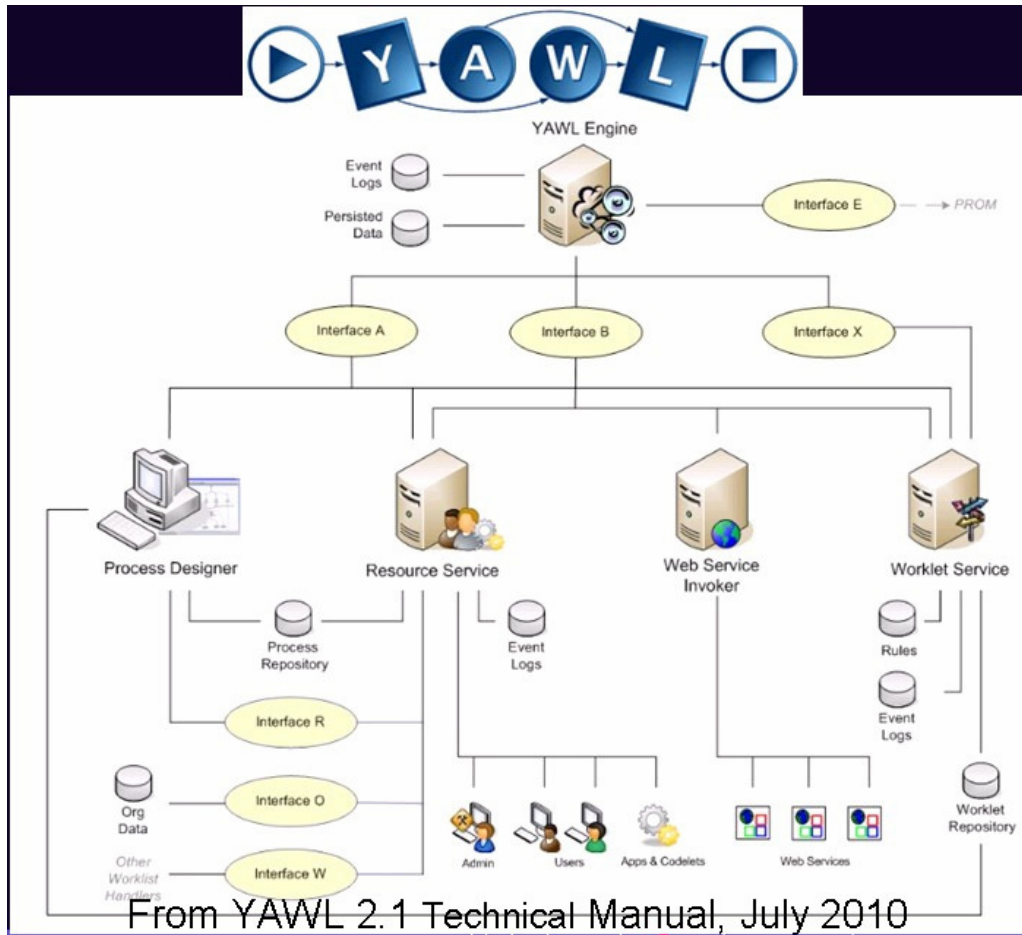 Y A W L
YAWL Engine
Event
Logs
Persisted
Data
Interface E
PROM
Interface A
Interface B
Interface X
Process Designer
Resource Service
Web Service
Invoker
Worklet Service
Process
Repository
Event
Logs
Rules
Event
Logs
Interface R
Org
Data
Interface O
Worklet
Repository
Admin
Users
Apps & Codelets
Web Services
Other
Worklist
Handlers
Interface W
From YAWL 2.1 Technical Manual, July 2010